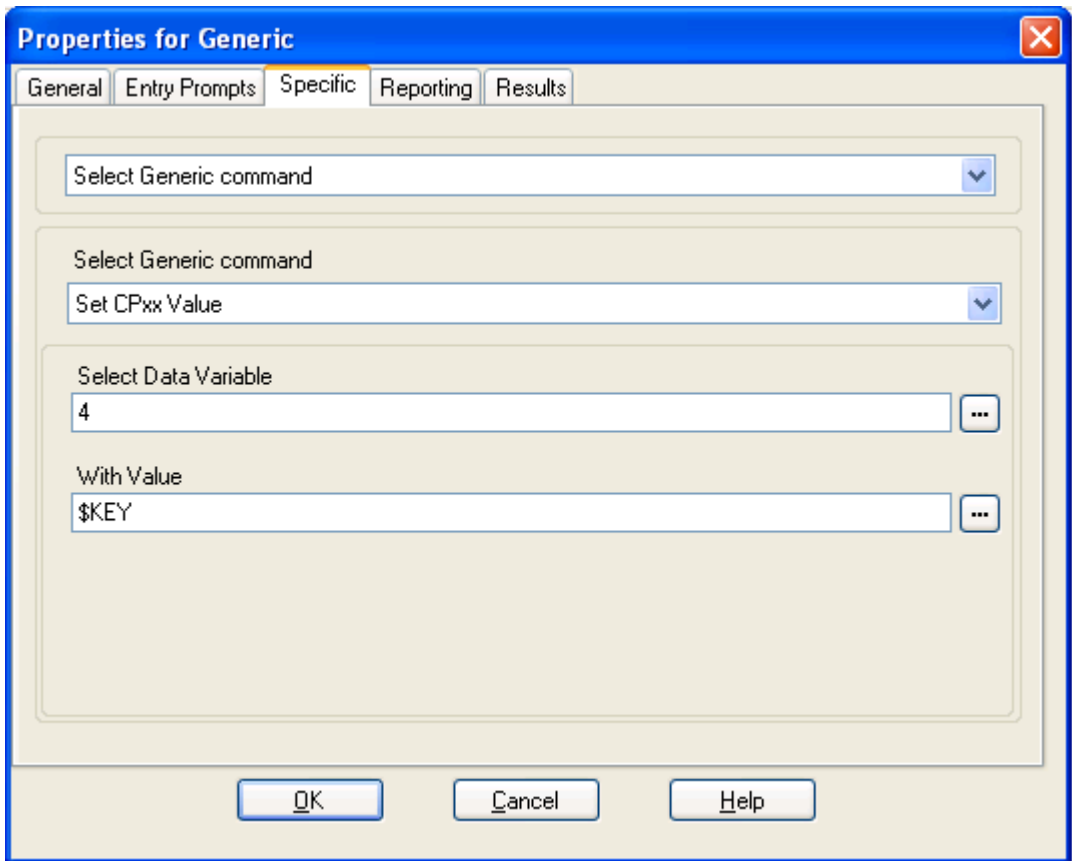 Properties for Generic
General Entry Prompts Specific Reporting Results
Select Generic command
Select Generic command
Set CPxx Value
Select Data Variable
4
...
With Value
$KEY
...
OK Cancel Help